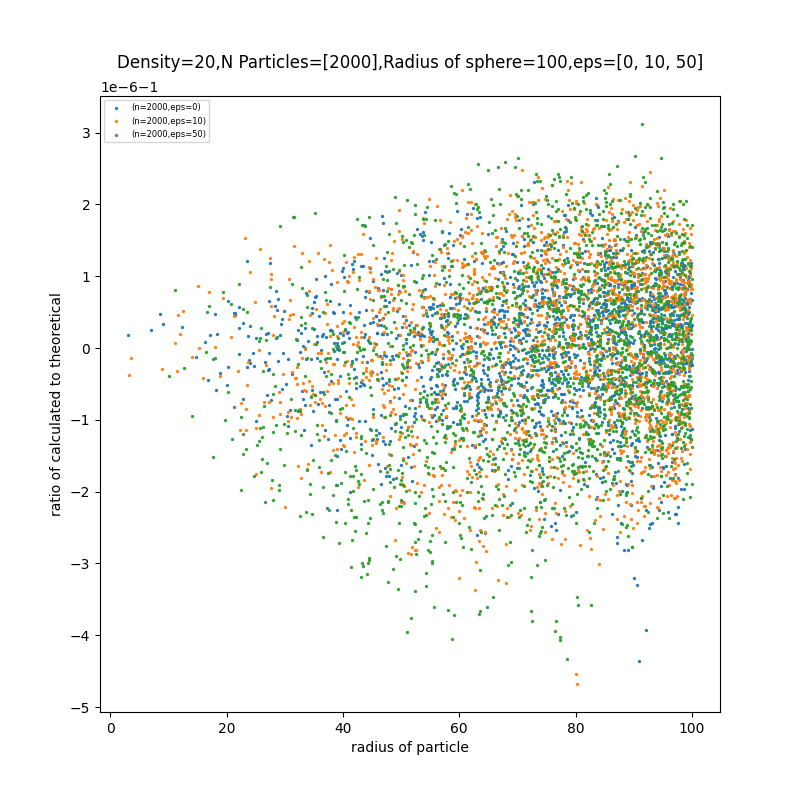 Density=20,N Particles=[2000],Radius of sphere=100,eps=[0, 10, 50]
1e−6−1
(n=2000,eps=0)
(n=2000,eps=10)
(n=2000,eps=50)
3
2
1
0
−1
−2
−3
−4
−5
ratio of calculated to theoretical
0 20 40 60 80 100
radius of particle